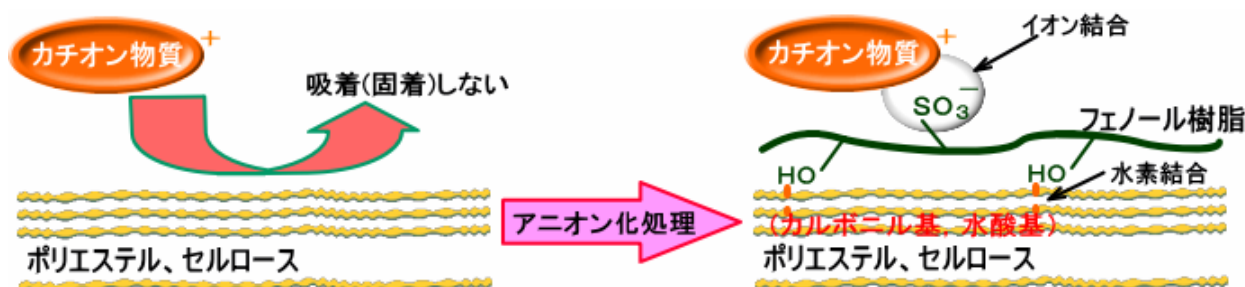 カチオン物質
+
吸着(固着)しない
ポリエステル、セルロース
アニオン化処理
カチオン物質
+
イオン結合
SO₃⁻
フェノール樹脂
HO
HO
水素結合
(カルボニル基, 水酸基)
ポリエステル、セルロース